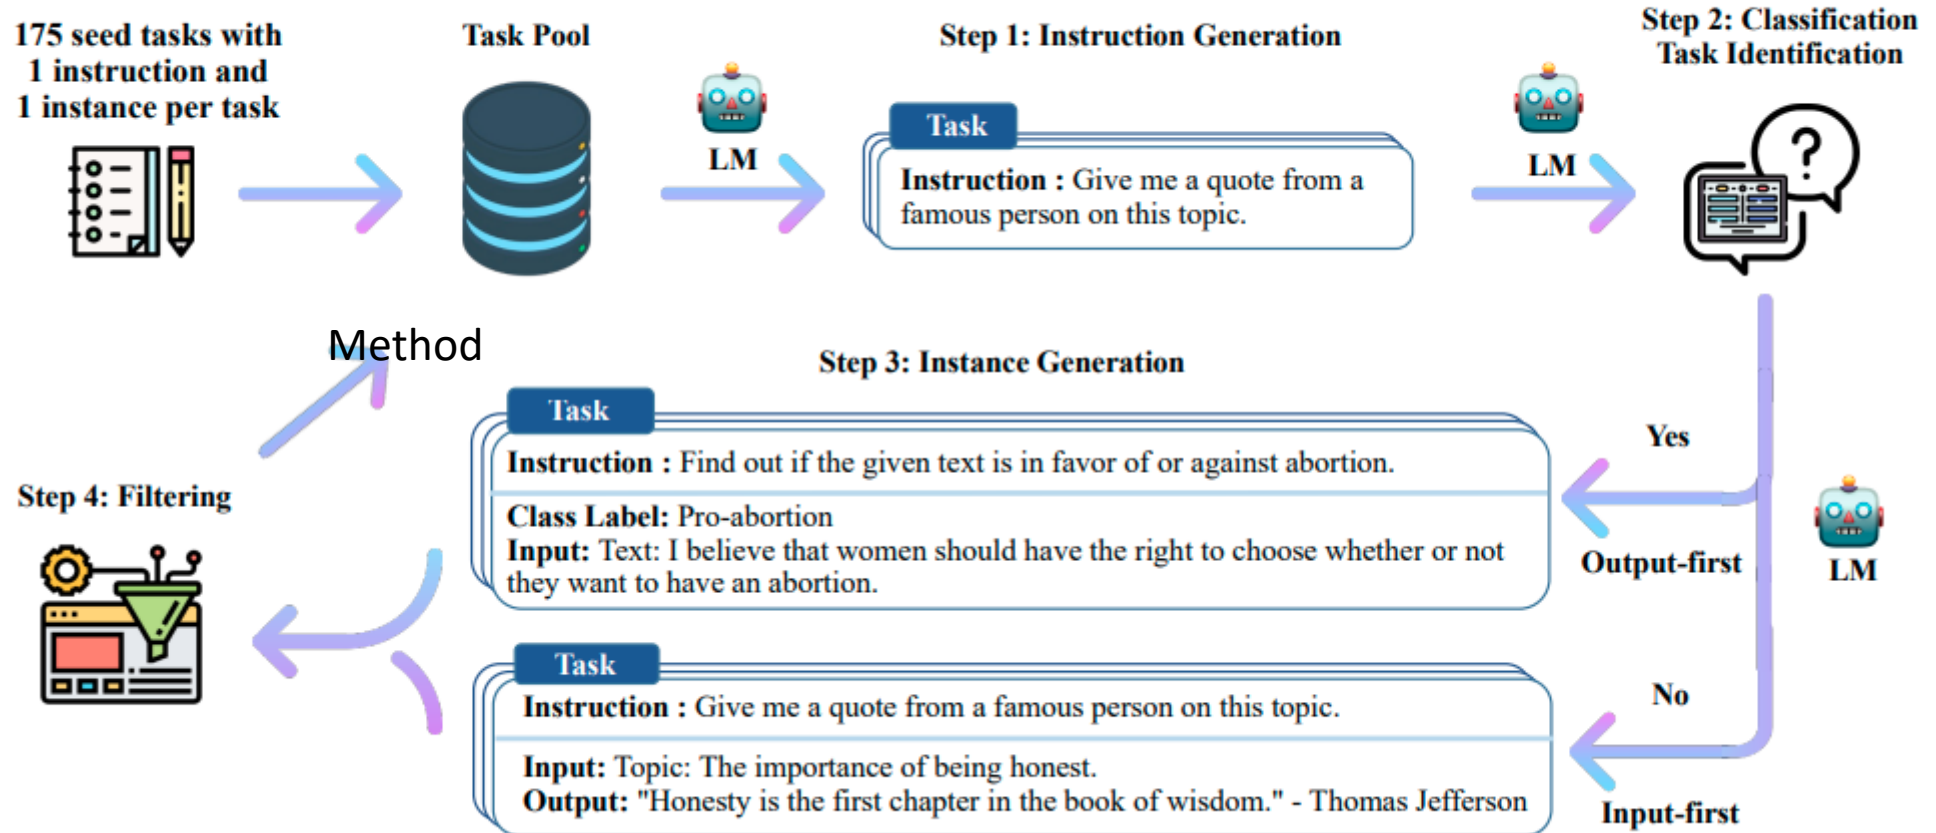 175 seed tasks with
1 instruction and
1 instance per task
Task Pool
LM
Step 1: Instruction Generation
Task
Instruction : Give me a quote from a
famous person on this topic.
LM
Step 2: Classification
Task Identification
?
Method
Step 3: Instance Generation
Task
Instruction : Find out if the given text is in favor of or against abortion.
Class Label: Pro-abortion
Input: Text: I believe that women should have the right to choose whether or not
they want to have an abortion.
Yes
Output-first
LM
Step 4: Filtering
Task
Instruction : Give me a quote from a famous person on this topic.
Input: Topic: The importance of being honest.
Output: "Honesty is the first chapter in the book of wisdom." - Thomas Jefferson
No
Input-first